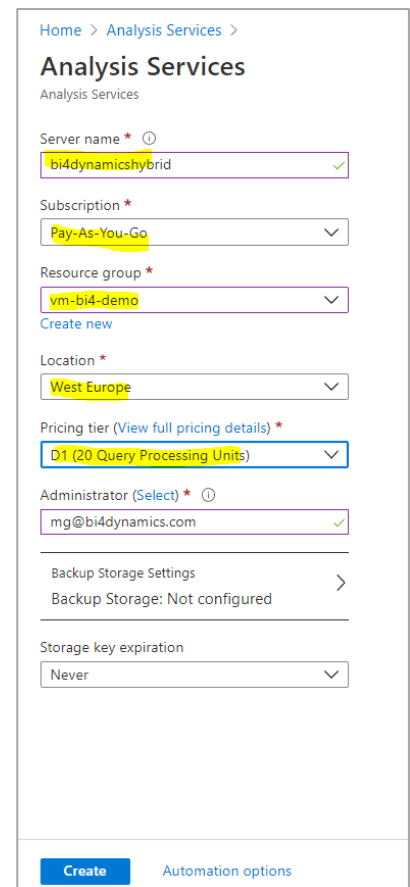 Home > Analysis Services >
Analysis Services
Analysis Services
Server name *
bi4dynamicshybrid
Subscription *
Pay-As-You-Go
Resource group *
vm-bi4-demo
Create new
Location *
West Europe
Pricing tier (View full pricing details) *
D1 (20 Query Processing Units)
Administrator (Select) *
mg@bi4dynamics.com
Backup Storage Settings
Backup Storage: Not configured
Storage key expiration
Never
Create Automation options